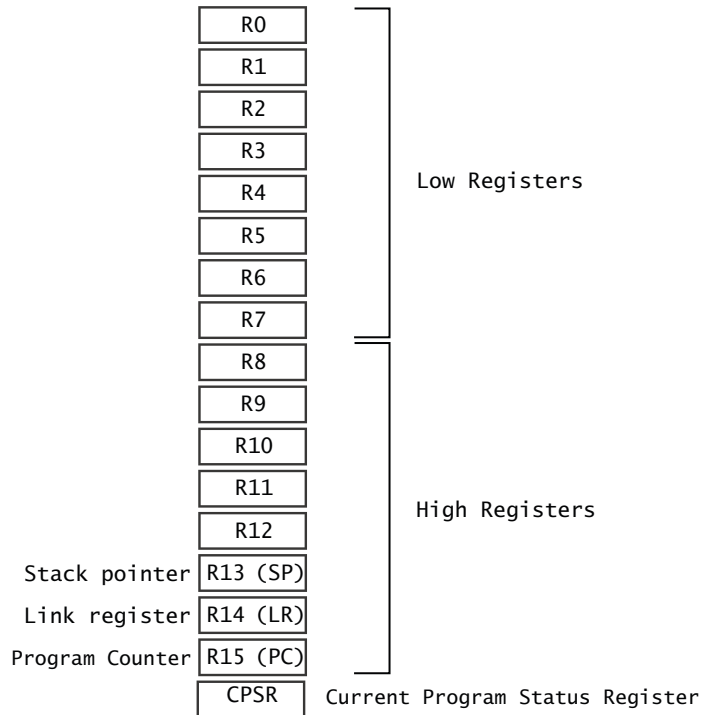 R0
R1
R2
R3
R4
Low Registers
R5
R6
R7
R8
R9
R10
R11
High Registers
R12
Stack pointer R13 (SP)
Link register R14 (LR)
Program Counter R15 (PC)
CPSR Current Program Status Register